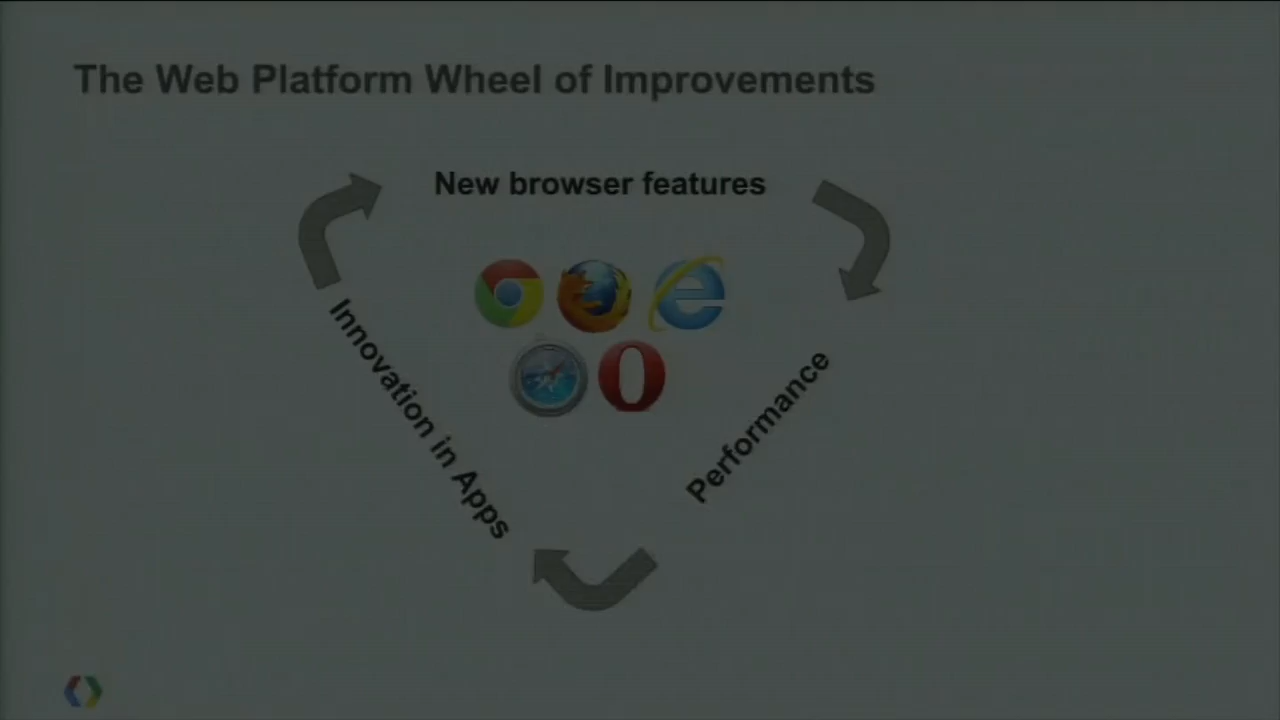 The Web Platform Wheel of Improvements
New browser features
Innovation in Apps
Performance